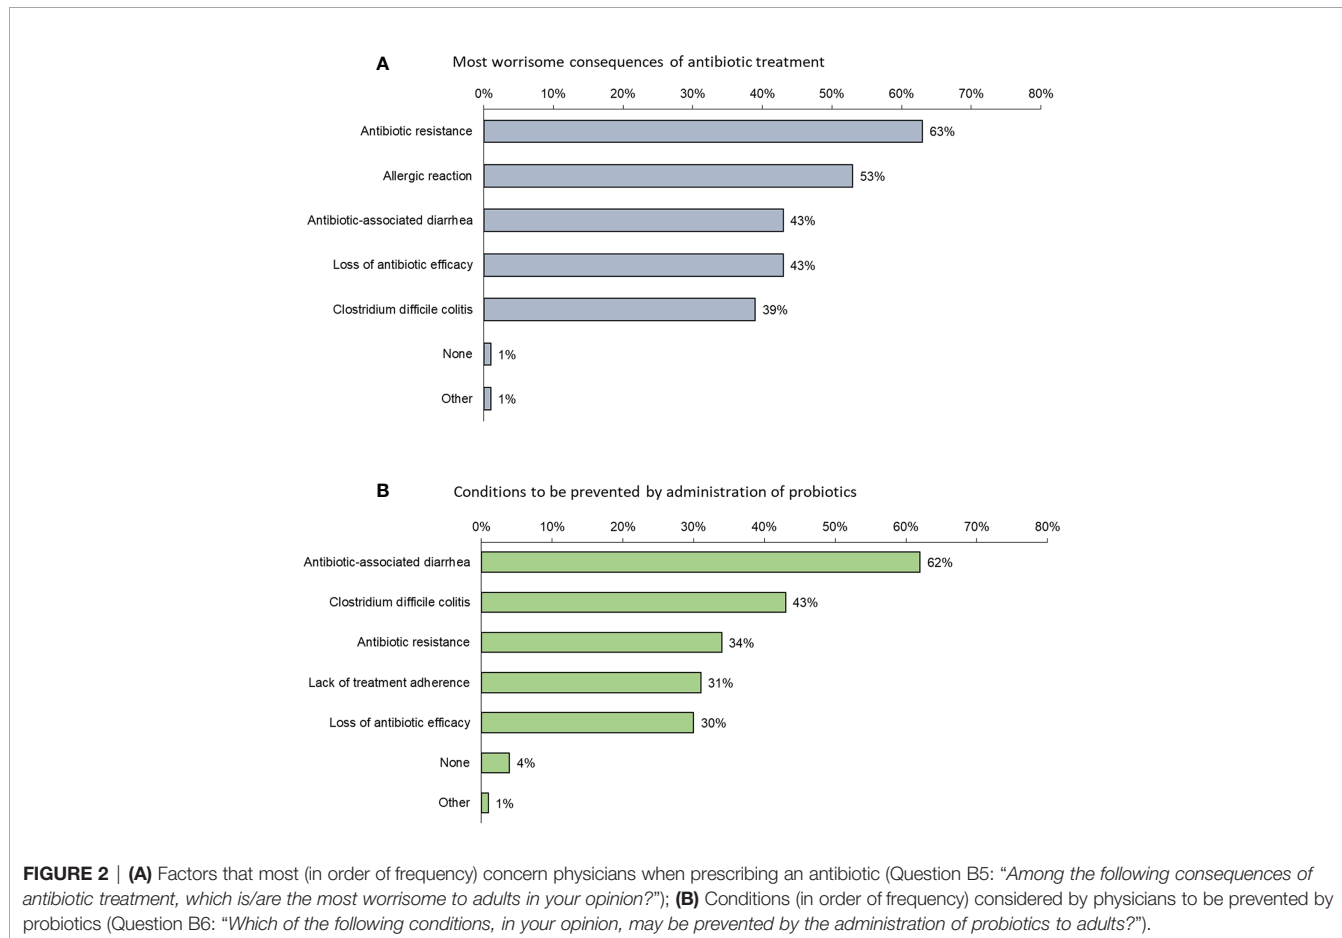 A Most worrisome consequences of antibiotic treatment
0% 10% 20% 30% 40% 50% 60% 70% 80%
Antibiotic resistance 63%
Allergic reaction 53%
Antibiotic-associated diarrhea 43%
Loss of antibiotic efficacy 43%
Clostridium difficile colitis 39%
None 1%
Other 1%
B Conditions to be prevented by administration of probiotics
0% 10% 20% 30% 40% 50% 60% 70% 80%
Antibiotic-associated diarrhea 62%
Clostridium difficile colitis 43%
Antibiotic resistance 34%
Lack of treatment adherence 31%
Loss of antibiotic efficacy 30%
None 4%
Other 1%
FIGURE 2 | (A) Factors that most (in order of frequency) concern physicians when prescribing an antibiotic (Question B5: “Among the following consequences of
antibiotic treatment, which is/are the most worrisome to adults in your opinion?”); (B) Conditions (in order of frequency) considered by physicians to be prevented by
probiotics (Question B6: “Which of the following conditions, in your opinion, may be prevented by the administration of probiotics to adults?”).